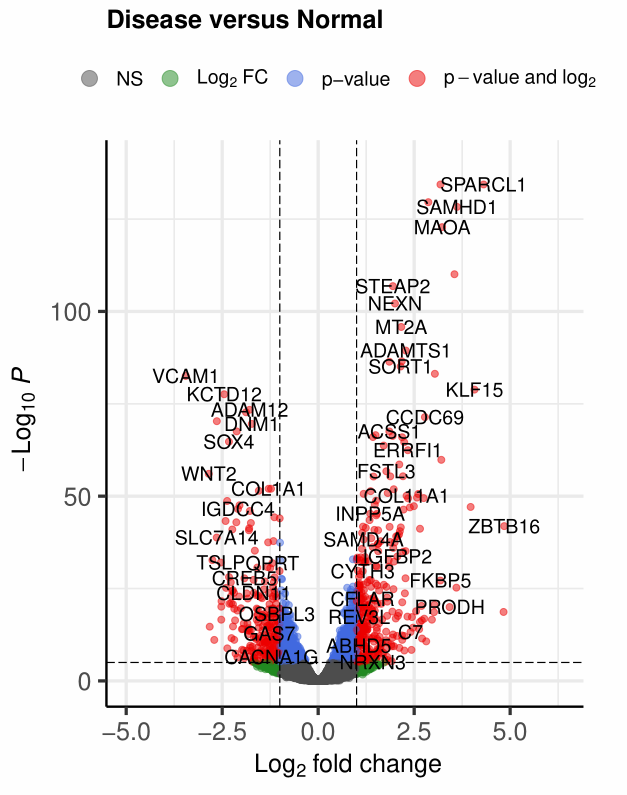 Disease versus Normal
NS Log₂ FC p−value p − value and log₂
SPARCL1
SAMHD1
MAOA
STEAP2
NEXN
100
MT2A
ADAMTS1
SORT1
VCAM1
KCTD12
KLF15
ADAM12
CCDC69
DNM1
ACSS1
SOX4
ERRFI1
WNT2
FSTL3
COL1A1
COL11A1
50
IGDCC4
INPP5A
ZBTB16
SLC7A14
SAMD4A
TSLP
OPRT
IGFBP2
CYTH3
CREB5
FKBP5
CLDN11
CFLAR
PRODH
OSBPL3
REV3L
GAS7
C7
ABHD5
CACNA1G
NRXN3
0
−Log₁₀ P
−5.0 −2.5 0.0 2.5 5.0
Log₂ fold change